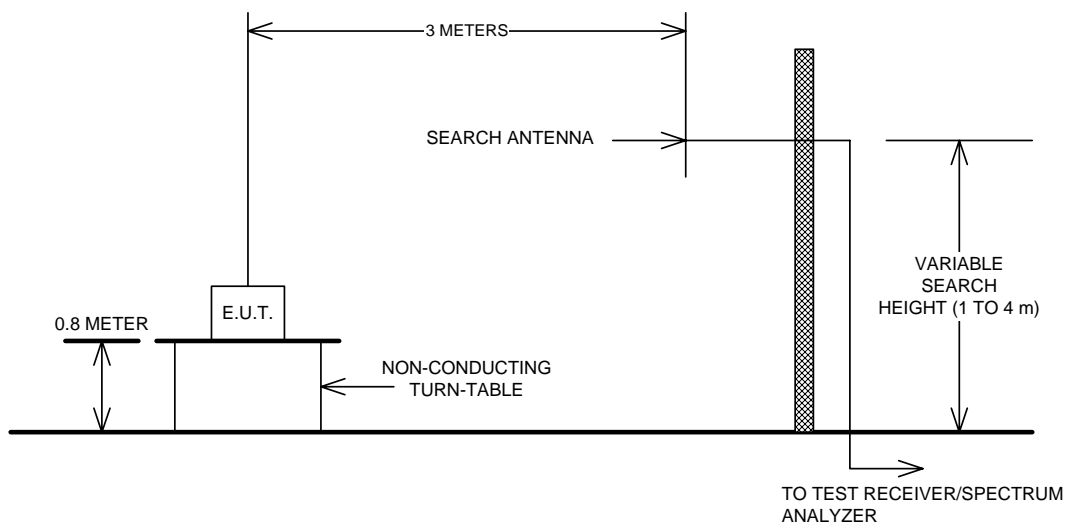 3 METERS
SEARCH ANTENNA
VARIABLE
SEARCH
HEIGHT (1 TO 4 m)
E.U.T.
0.8 METER
NON-CONDUCTING
TURN-TABLE
TO TEST RECEIVER/SPECTRUM
ANALYZER